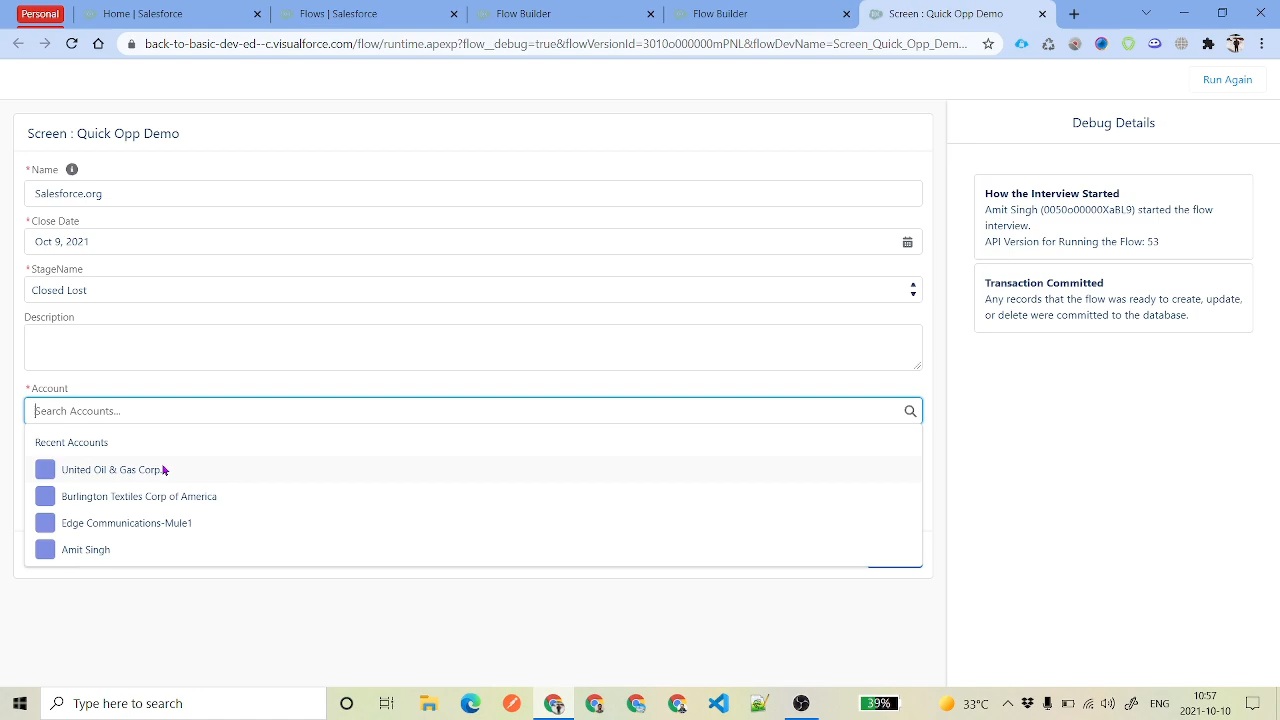 Personal
Home | Salesforce
Flows | Salesforce
Flow Builder
Flow Builder
Screen : Quick Opp Demo
back-to-basic-dev-ed--c.visualforce.com/flow/runtime.apexp?flow__debug=true&flowVersionId=3010o000000mPNL&flowDevName=Screen_Quick_Opp_Dem...
Run Again
Screen : Quick Opp Demo
*Name
Salesforce.org
*Close Date
Oct 9, 2021
*StageName
Closed Lost
Description
*Account
Search Accounts...
Recent Accounts
United Oil & Gas Corp.
Burlington Textiles Corp of America
Edge Communications-Mule1
Amit Singh
Debug Details
How the Interview Started
Amit Singh (0050o00000XaBL9) started the flow
interview.
API Version for Running the Flow: 53
Transaction Committed
Any records that the flow was ready to create, update,
or delete were committed to the database.
Type here to search
39%
33°C
ENG
10:57
2021-10-10